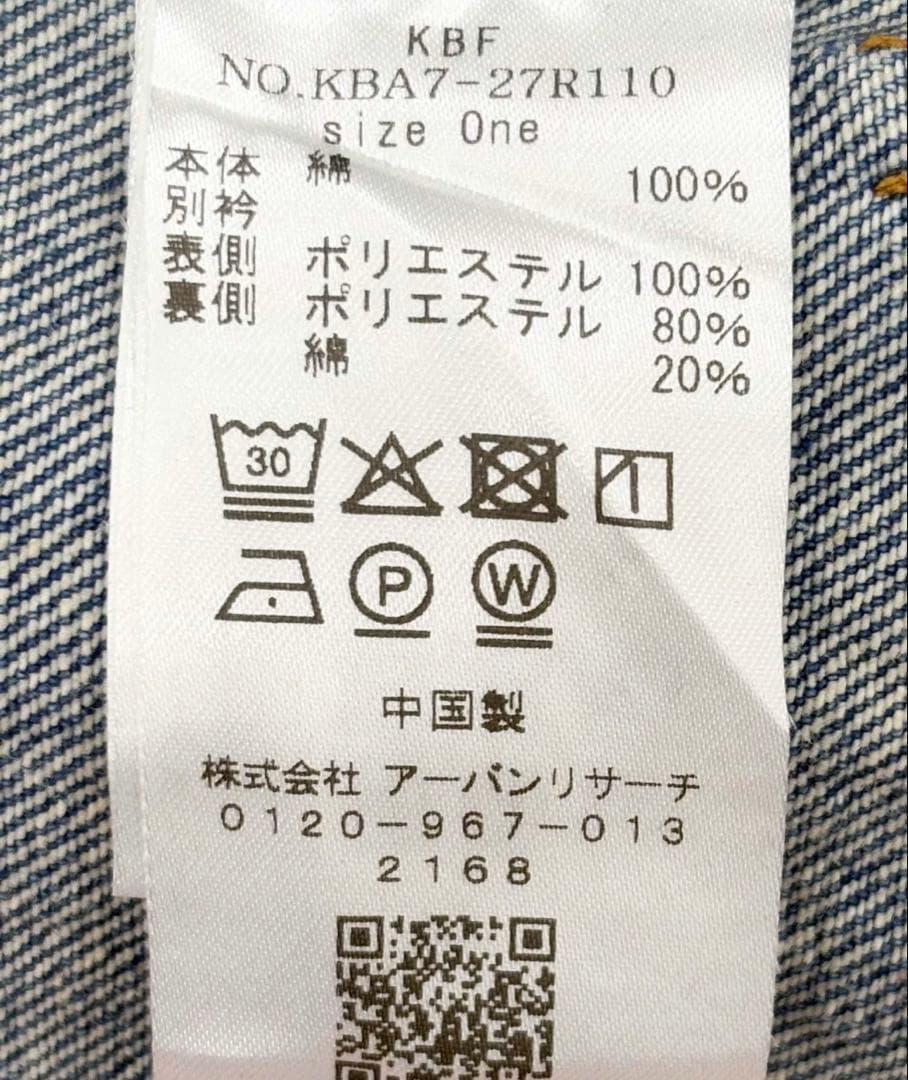 KBF
NO.KBA7-27R110
size One
本体 綿 100%
別衿
表側 ポリエステル 100%
裏側 ポリエステル 80%
綿 20%
30
P W
中国製
株式会社 アーバンリサーチ
0120-967-013
2168